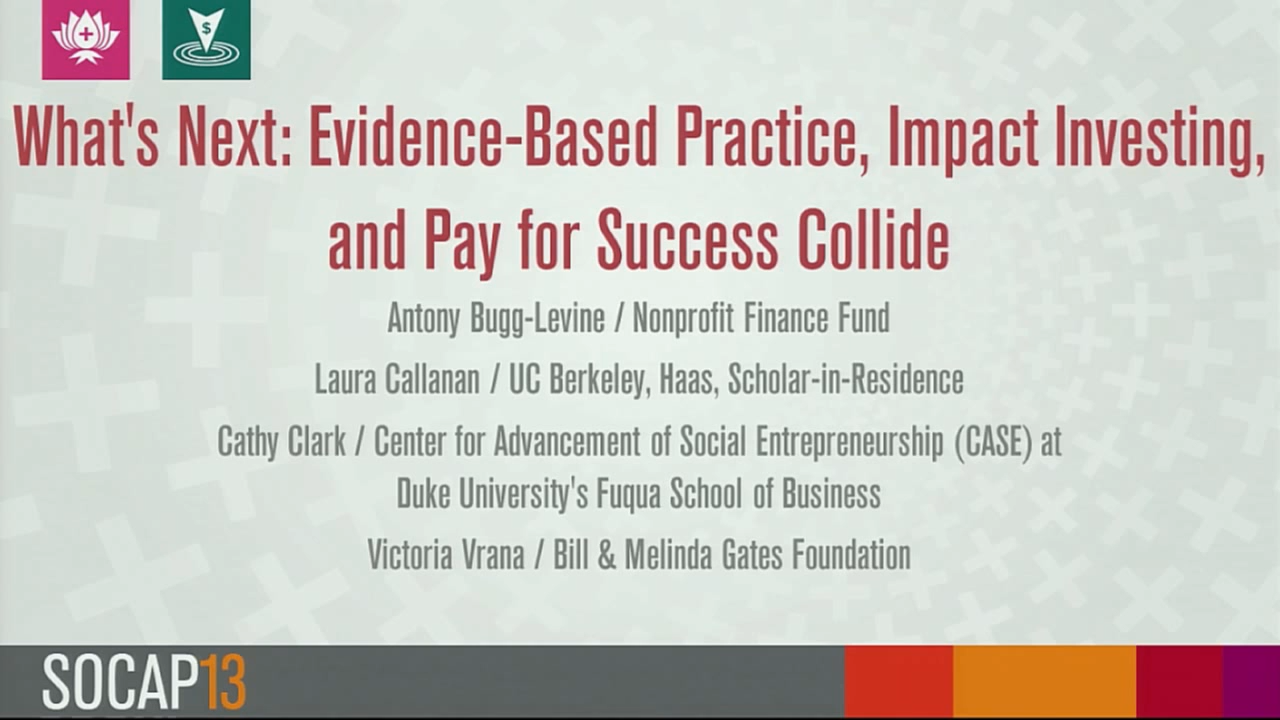 $
What's Next: Evidence-Based Practice, Impact Investing,
and Pay for Success Collide
Antony Bugg-Levine / Nonprofit Finance Fund
Laura Callanan / UC Berkeley, Haas, Scholar-in-Residence
Cathy Clark / Center for Advancement of Social Entrepreneurship (CASE) at
Duke University's Fuqua School of Business
Victoria Vrana / Bill & Melinda Gates Foundation
SOCAP13